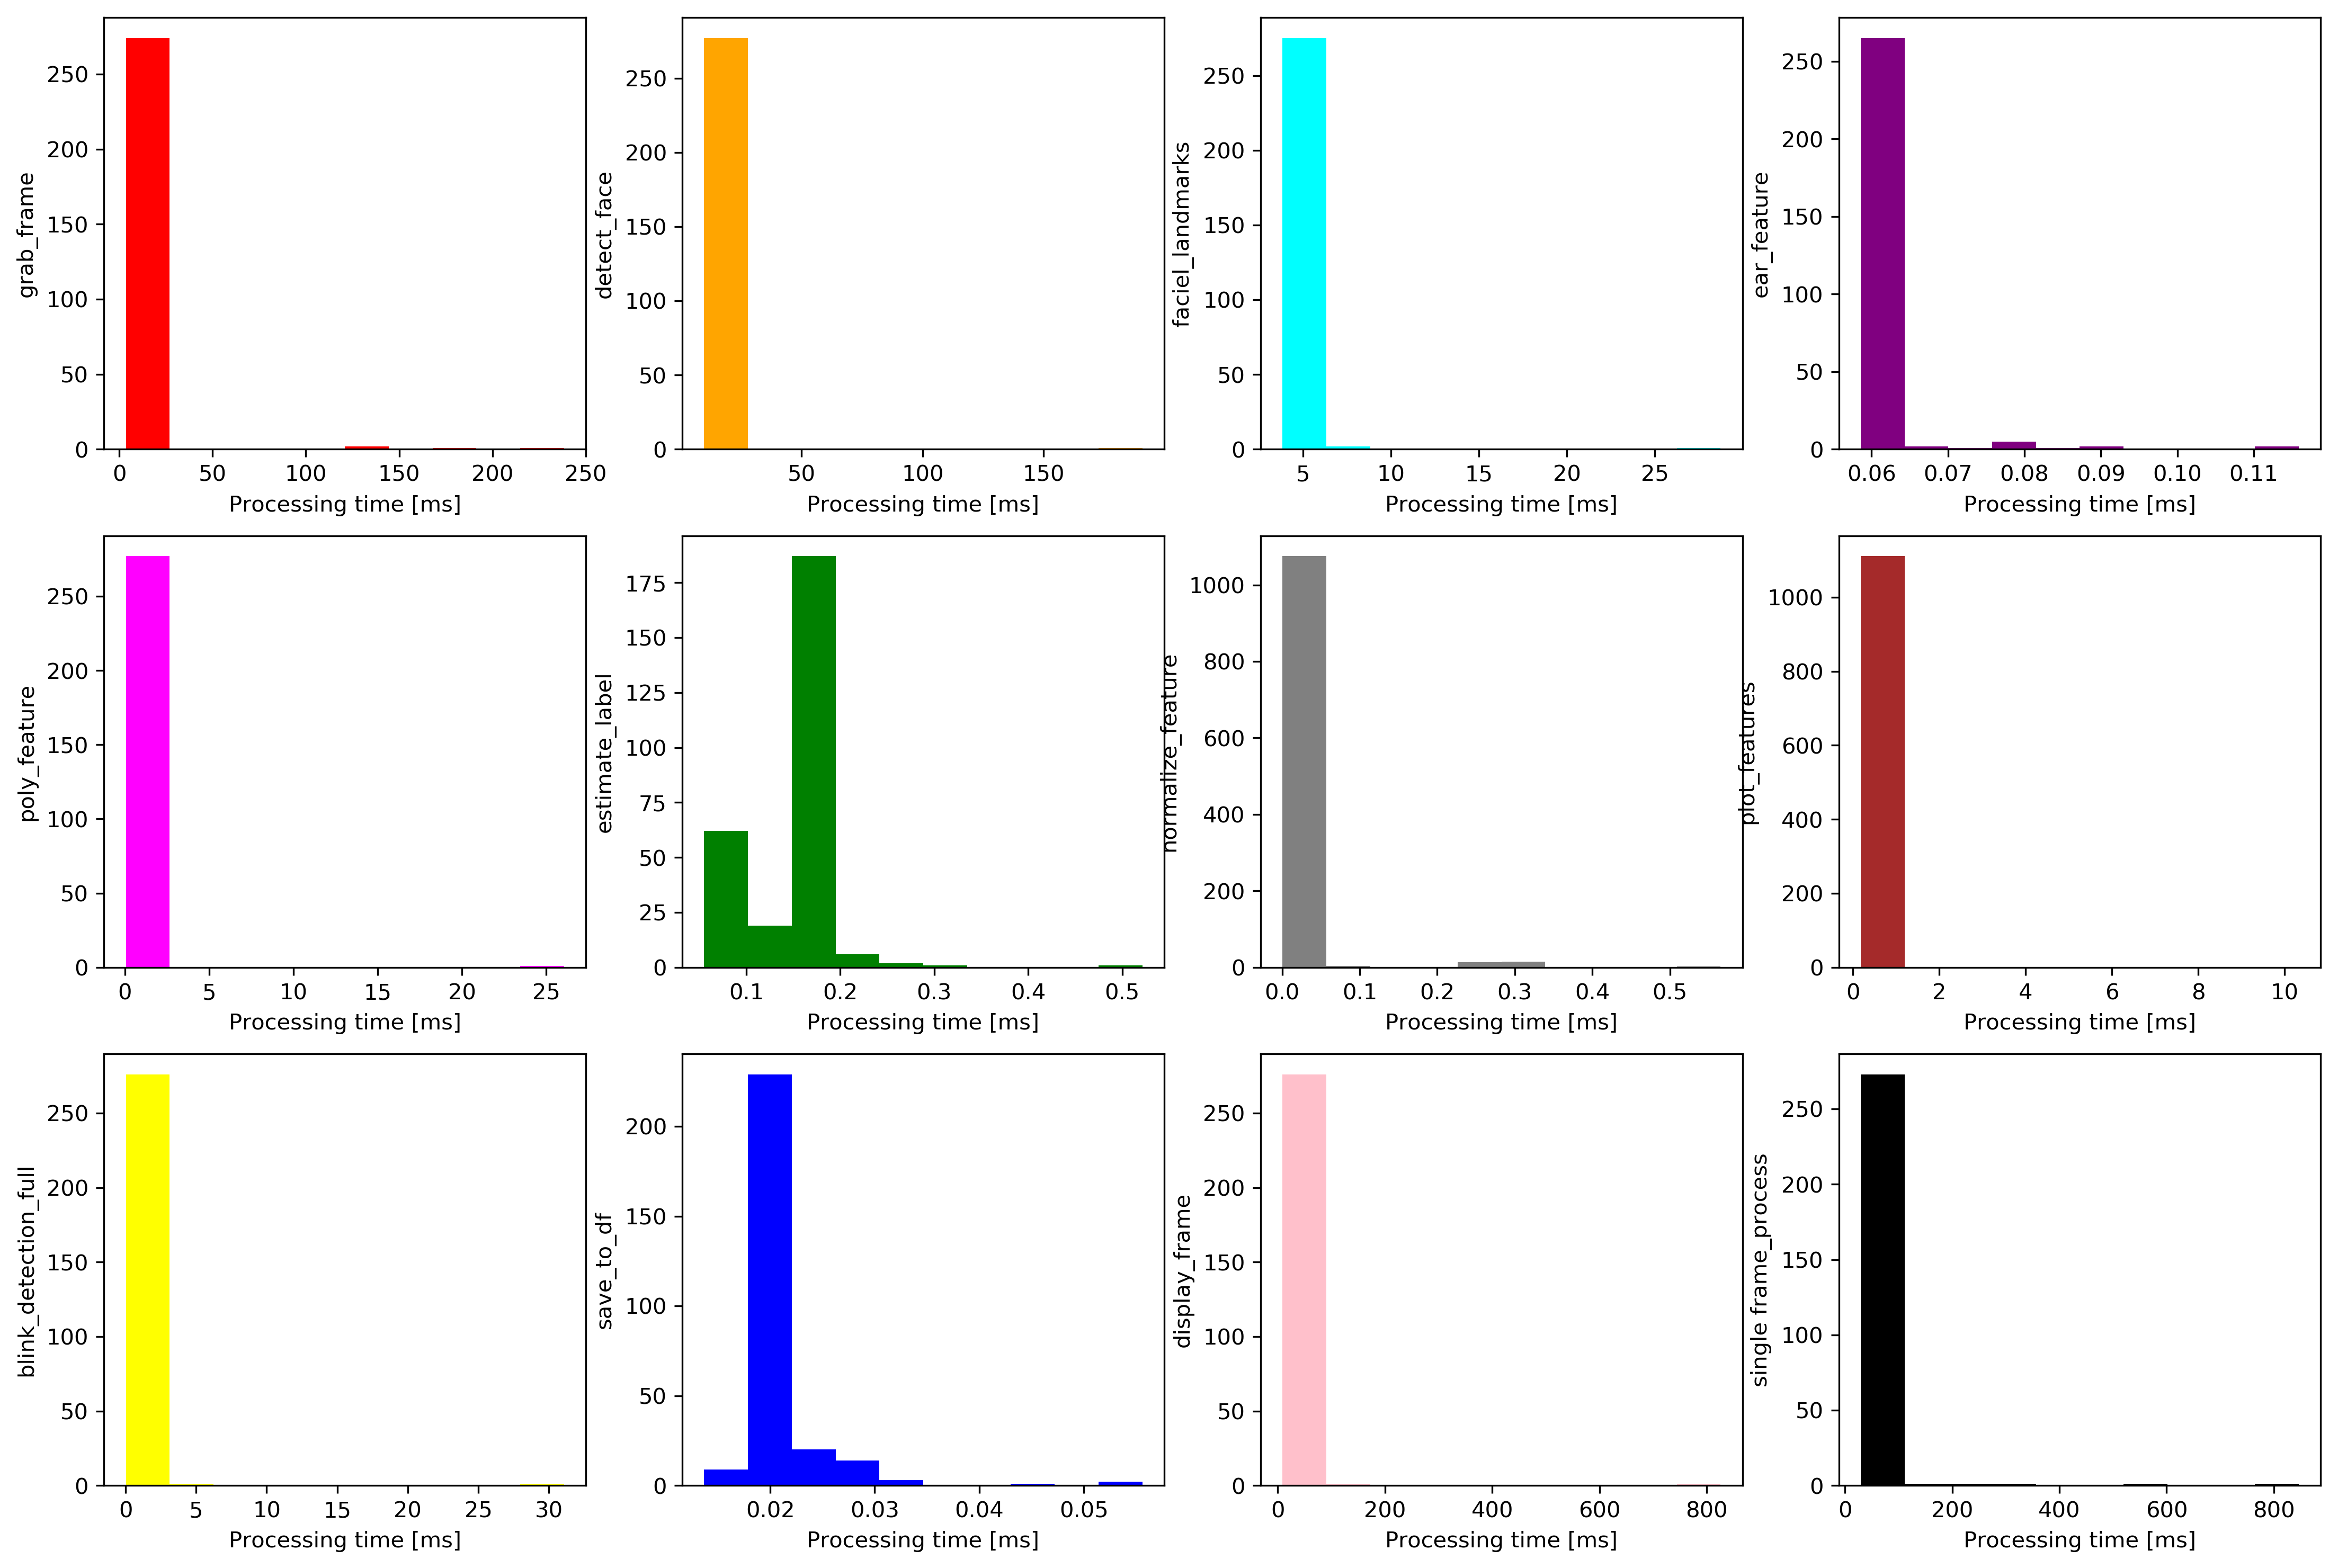 grab_frame
250
200
150
100
50
0
0 50 100 150 200 250
Processing time [ms]
detect_face
250
200
150
100
50
0
50 100 150
Processing time [ms]
faciel_landmarks
250
200
150
100
50
0
5 10 15 20 25
Processing time [ms]
ear_feature
250
200
150
100
50
0
0.06 0.07 0.08 0.09 0.10 0.11
Processing time [ms]
poly_feature
250
200
150
100
50
0
0 5 10 15 20 25
Processing time [ms]
estimate_label
175
150
125
100
75
50
25
0
0.1 0.2 0.3 0.4 0.5
Processing time [ms]
normalize_feature
1000
800
600
400
200
0
0.0 0.1 0.2 0.3 0.4 0.5
Processing time [ms]
plot_features
1000
800
600
400
200
0
0 2 4 6 8 10
Processing time [ms]
blink_detection_full
250
200
150
100
50
0
0 5 10 15 20 25 30
Processing time [ms]
save_to_df
200
150
100
50
0
0.02 0.03 0.04 0.05
Processing time [ms]
display_frame
250
200
150
100
50
0
0 200 400 600 800
Processing time [ms]
single frame_process
250
200
150
100
50
0
0 200 400 600 800
Processing time [ms]